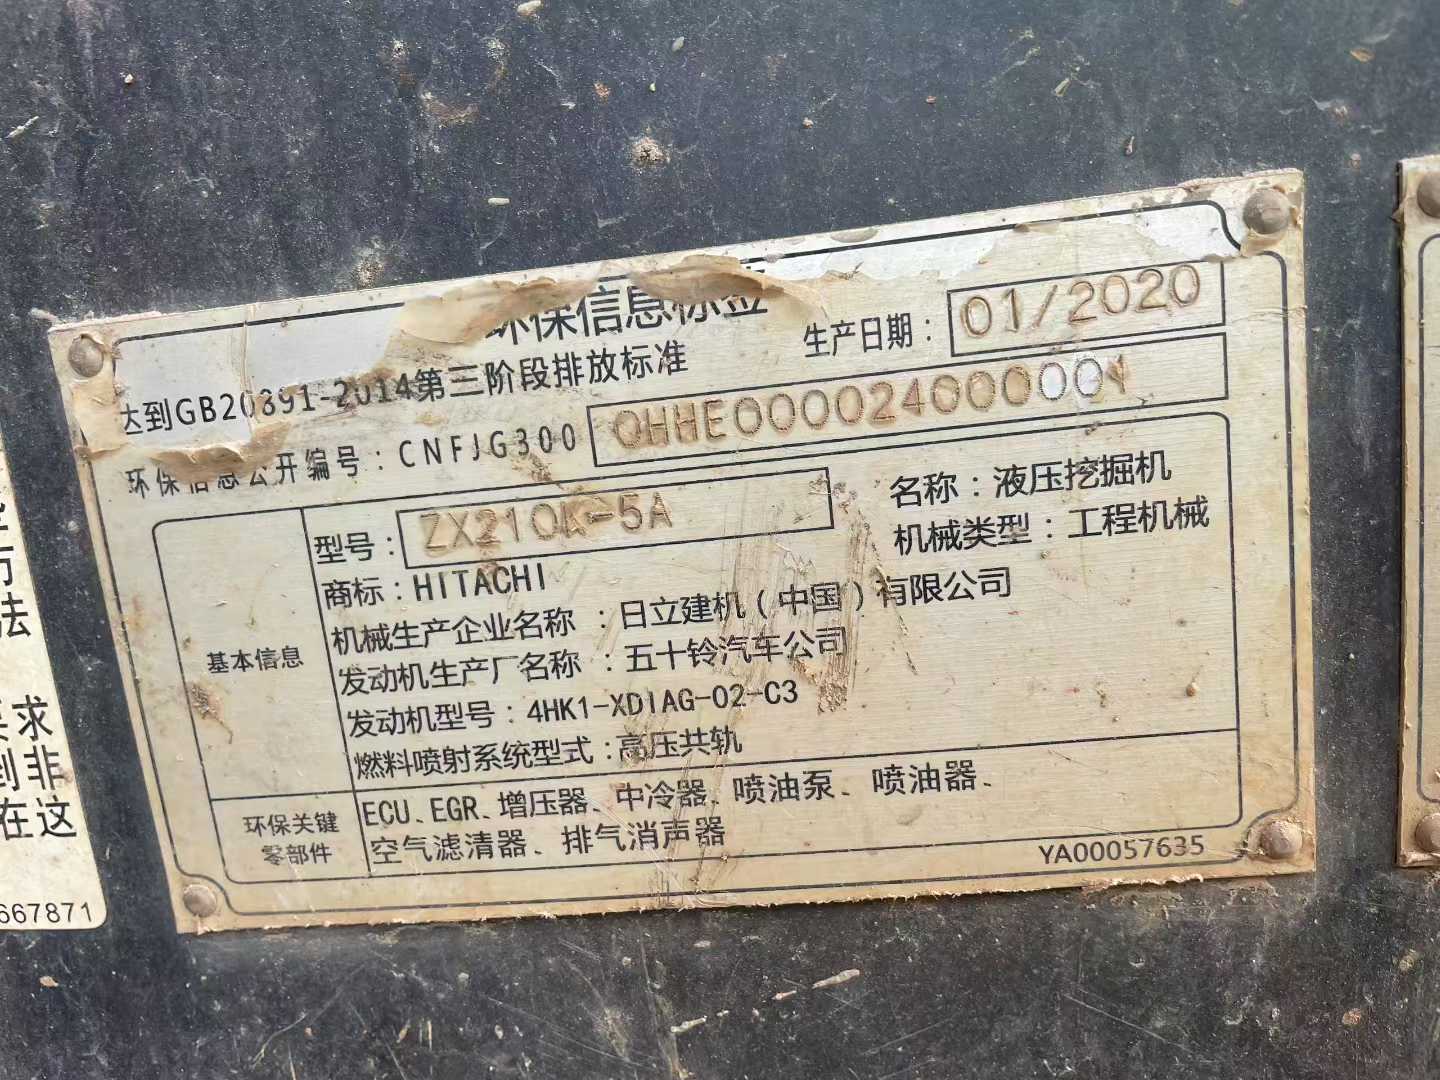 环保信息标签
达到GB20891-2014第三阶段排放标准
生产日期：01/2020
环保信息公开编号：CNFJG300 0HHE000024000004
型号：ZX210K-5A
名称：液压挖掘机
商标：HITACHI
机械类型：工程机械
机械生产企业名称：日立建机（中国）有限公司
发动机生产厂名称：五十铃汽车公司
发动机型号：4HK1-XDIAG-02-C3
燃料喷射系统型式：高压共轨
基本信息
环保关键
零部件
ECU、EGR、增压器、中冷器、喷油泵、喷油器、
空气滤清器、排气消声器
YA00057635
法
求
到非
在这
667871